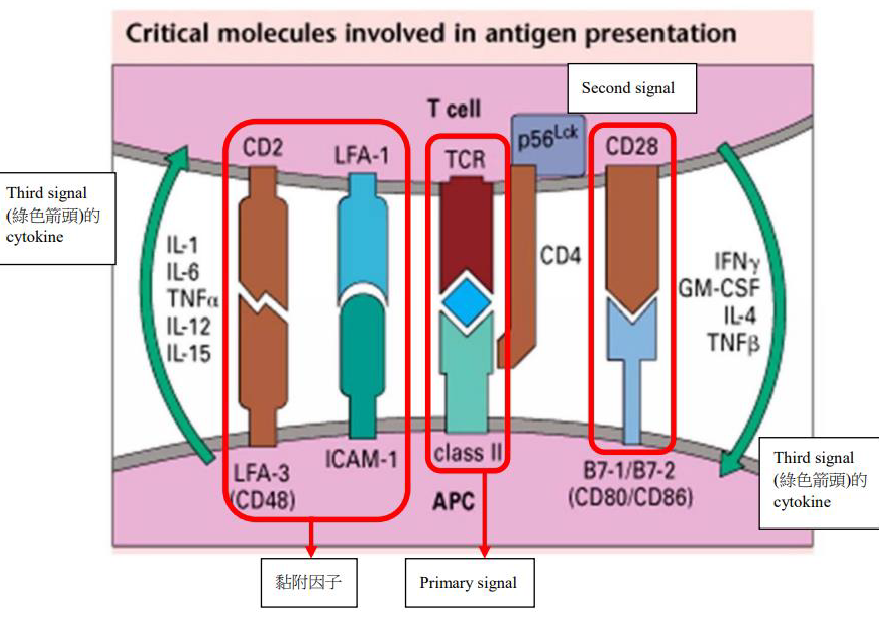 Critical molecules involved in antigen presentation
Second signal
T cell
p56Lck
CD2
LFA-1
TCR
CD28
Third signal
(綠色箭頭)的
cytokine
IL-1
IL-6
TNFα
IL-12
IL-15
CD4
IFNγ
GM-CSF
IL-4
TNFβ
LFA-3
(CD48)
ICAM-1
class II
APC
B7-1/B7-2
(CD80/CD86)
Third signal
(綠色箭頭)的
cytokine
黏附因子
Primary signal